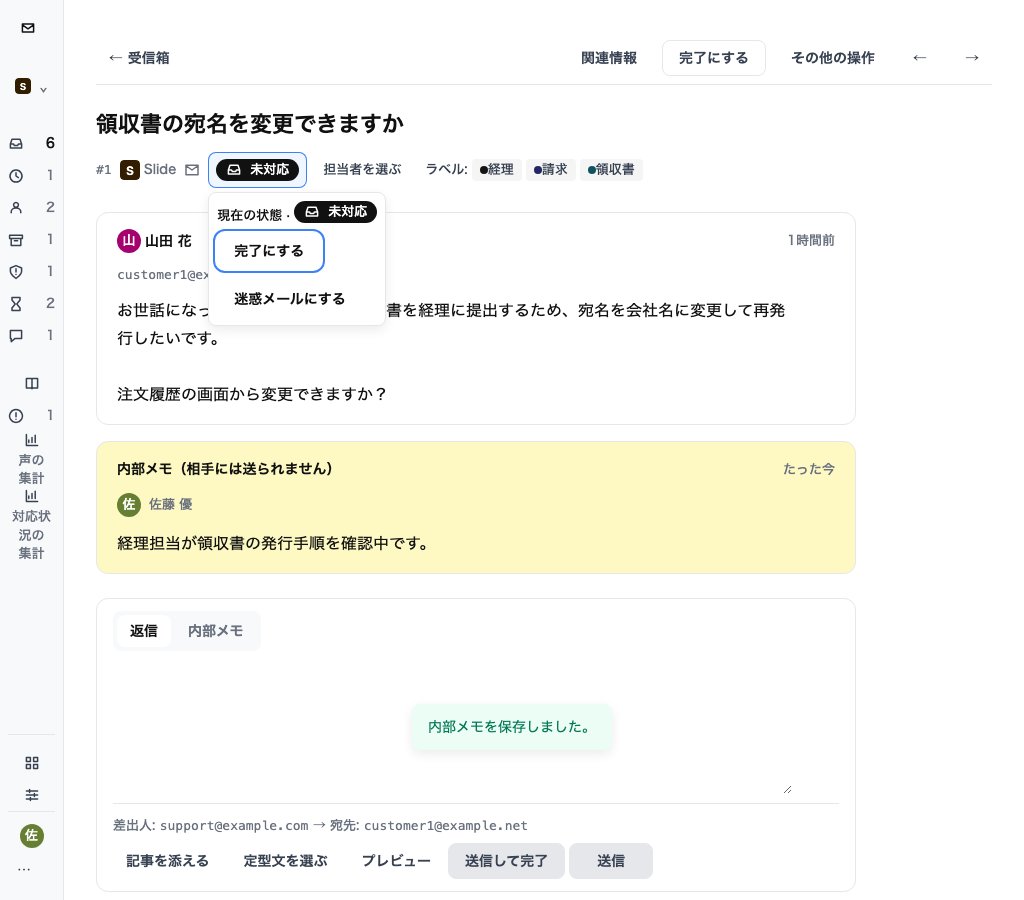 ← 受信箱
関連情報
完了にする
その他の操作
←
→
S
6
1
2
1
1
2
1
1
声の
集計
対応状
況の
集計
佐
...
領収書の宛名を変更できますか
#1 S Slide 未対応 担当者を選ぶ ラベル: 経理 請求 領収書
現在の状態 · 未対応
完了にする
迷惑メールにする
山 山田 花
1時間前
customer1@ex
お世話になっ
書を経理に提出するため、宛名を会社名に変更して再発
行したいです。
注文履歴の画面から変更できますか？
内部メモ（相手には送られません）
たった今
佐 佐藤 優
経理担当が領収書の発行手順を確認中です。
返信 内部メモ
内部メモを保存しました。
差出人: support@example.com → 宛先: customer1@example.net
記事を添える 定型文を選ぶ プレビュー 送信して完了 送信